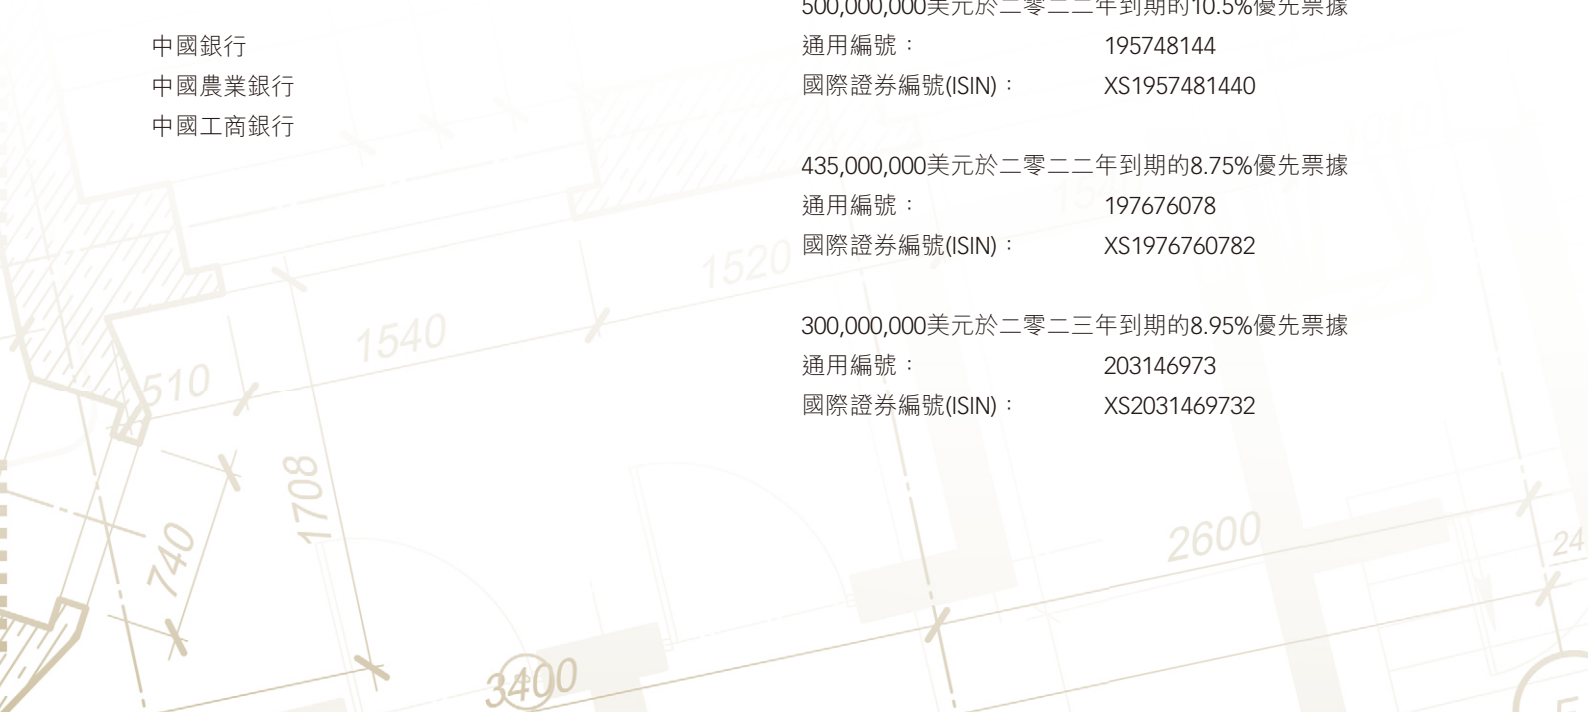 中國銀行
中國農業銀行
中國工商銀行
500,000,000美元於二零二二年到期的10.5%優先票據
通用編號： 195748144
國際證券編號(ISIN)： XS1957481440
435,000,000美元於二零二二年到期的8.75%優先票據
通用編號： 197676078
國際證券編號(ISIN)： XS1976760782
300,000,000美元於二零二三年到期的8.95%優先票據
通用編號： 203146973
國際證券編號(ISIN)： XS2031469732
1540
1520
1540
510
1708
740
2600
24
3400